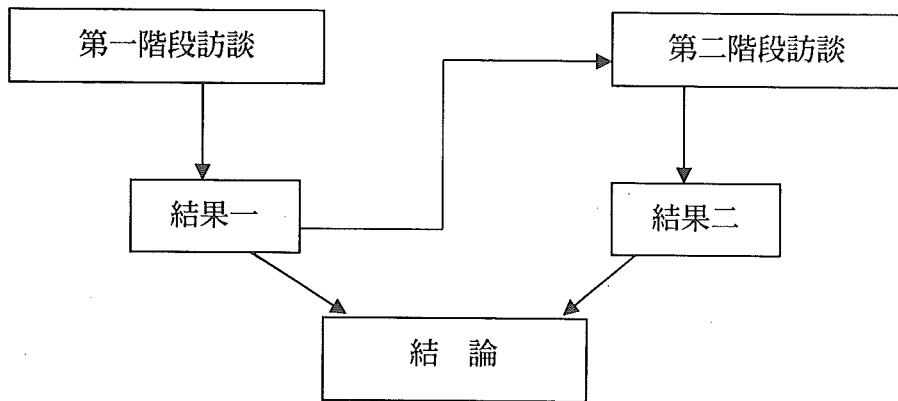 第一階段訪談
第二階段訪談
結果一
結果二
結　論